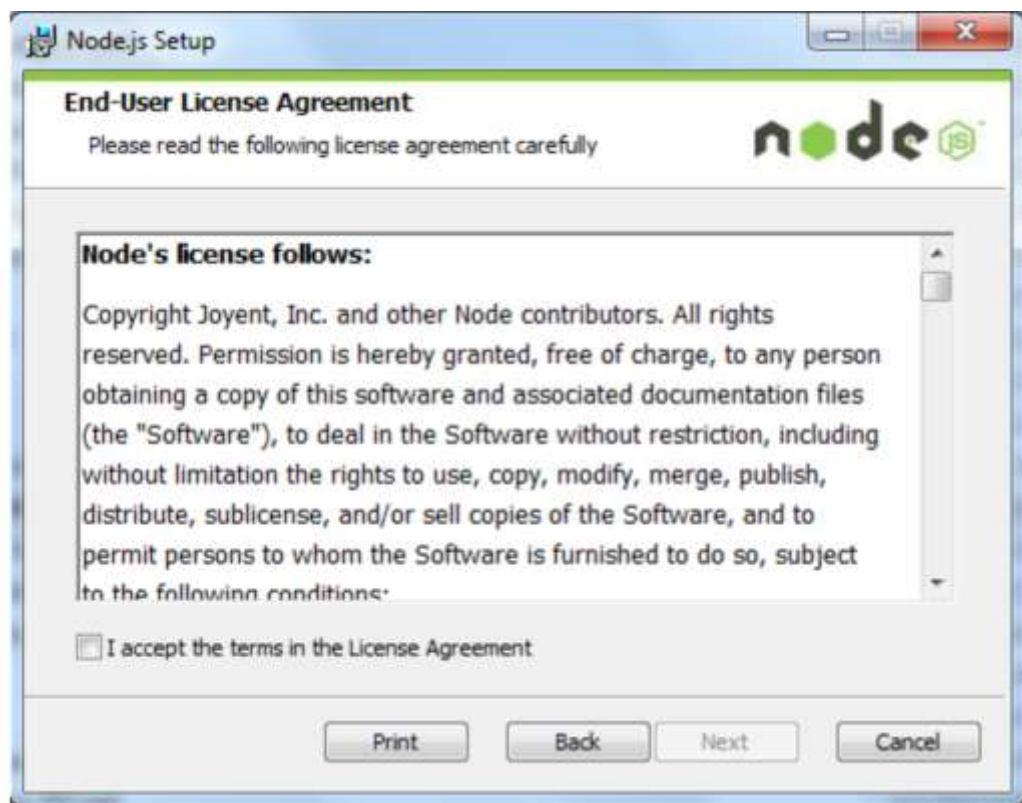 Node.js Setup
End-User License Agreement
Please read the following license agreement carefully
node JS
Node's license follows:
Copyright Joyent, Inc. and other Node contributors. All rights
reserved. Permission is hereby granted, free of charge, to any person
obtaining a copy of this software and associated documentation files
(the "Software"), to deal in the Software without restriction, including
without limitation the rights to use, copy, modify, merge, publish,
distribute, sublicense, and/or sell copies of the Software, and to
permit persons to whom the Software is furnished to do so, subject
to the following conditions:
I accept the terms in the License Agreement
Print Back Next Cancel